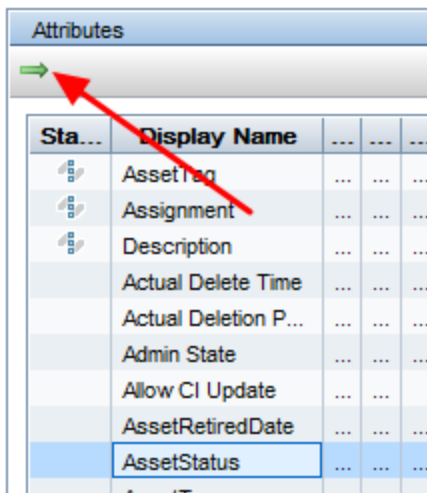 Attributes
Sta... Display Name ... ... ...
AssetTag ... ... ...
Assignment ... ... ...
Description ... ... ...
Actual Delete Time ... ... ...
Actual Deletion P... ... ... ...
Admin State ... ... ...
Allow CI Update ... ... ...
AssetRetiredDate ... ... ...
AssetStatus ... ... ...